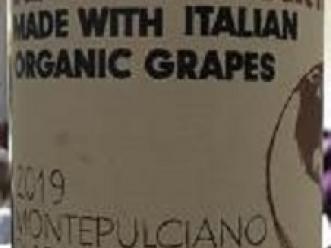 MADE WITH ITALIAN
ORGANIC GRAPES
2019
MONTEPULCIANO